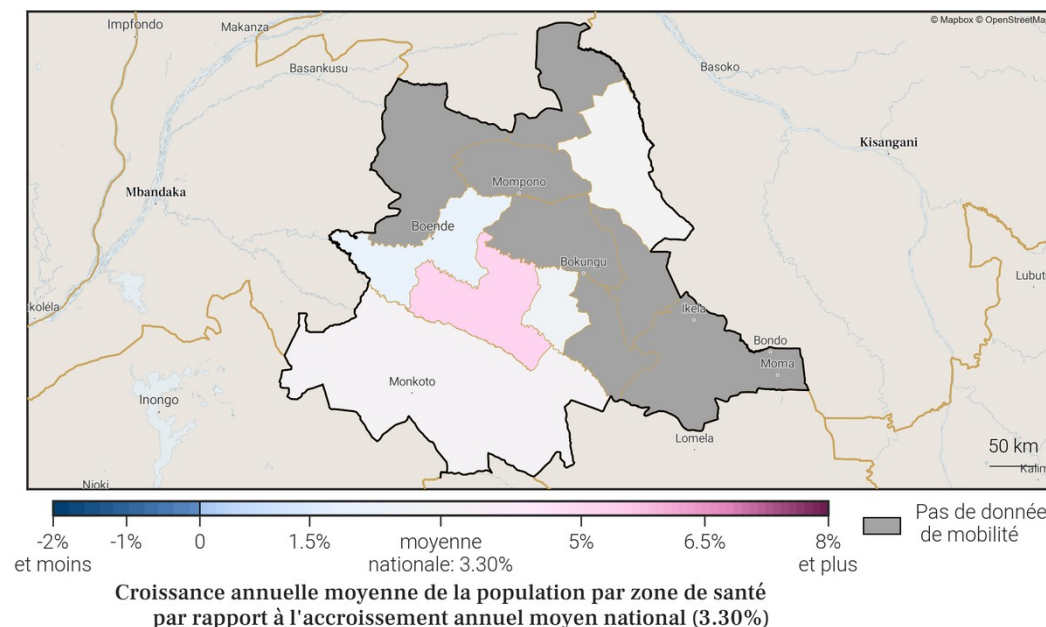 © Mapbox © OpenStreetMa
Impfondo
Makanza
Basankusu
Basoko
Kisangani
Mbandaka
Mompono
Boende
Bokungu
Lubut
koléla
Ikela
Bondo
Moma
Monkoto
Inongo
Lomela
50 km
Nioki
Kalim
-2%
et moins
-1%
0
1.5%
moyenne
nationale: 3.30%
5%
6.5%
8%
et plus
Pas de donnée
de mobilité
Croissance annuelle moyenne de la population par zone de santé
par rapport à l'accroissement annuel moyen national (3.30%)